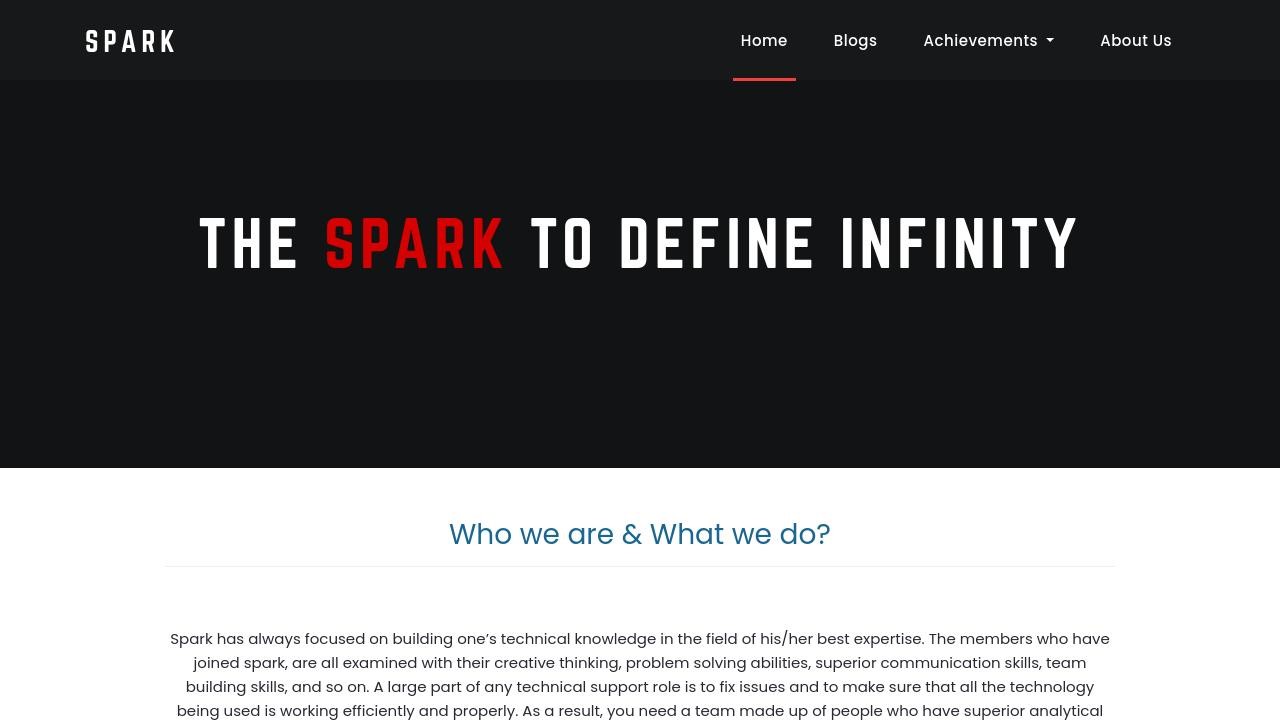 SPARK
Home
Blogs
Achievements
About Us
THE SPARK TO DEFINE INFINITY
Who we are & What we do?
Spark has always focused on building one’s technical knowledge in the field of his/her best expertise. The members who have
joined spark, are all examined with their creative thinking, problem solving abilities, superior communication skills, team
building skills, and so on. A large part of any technical support role is to fix issues and to make sure that all the technology
being used is working efficiently and properly. As a result, you need a team made up of people who have superior analytical